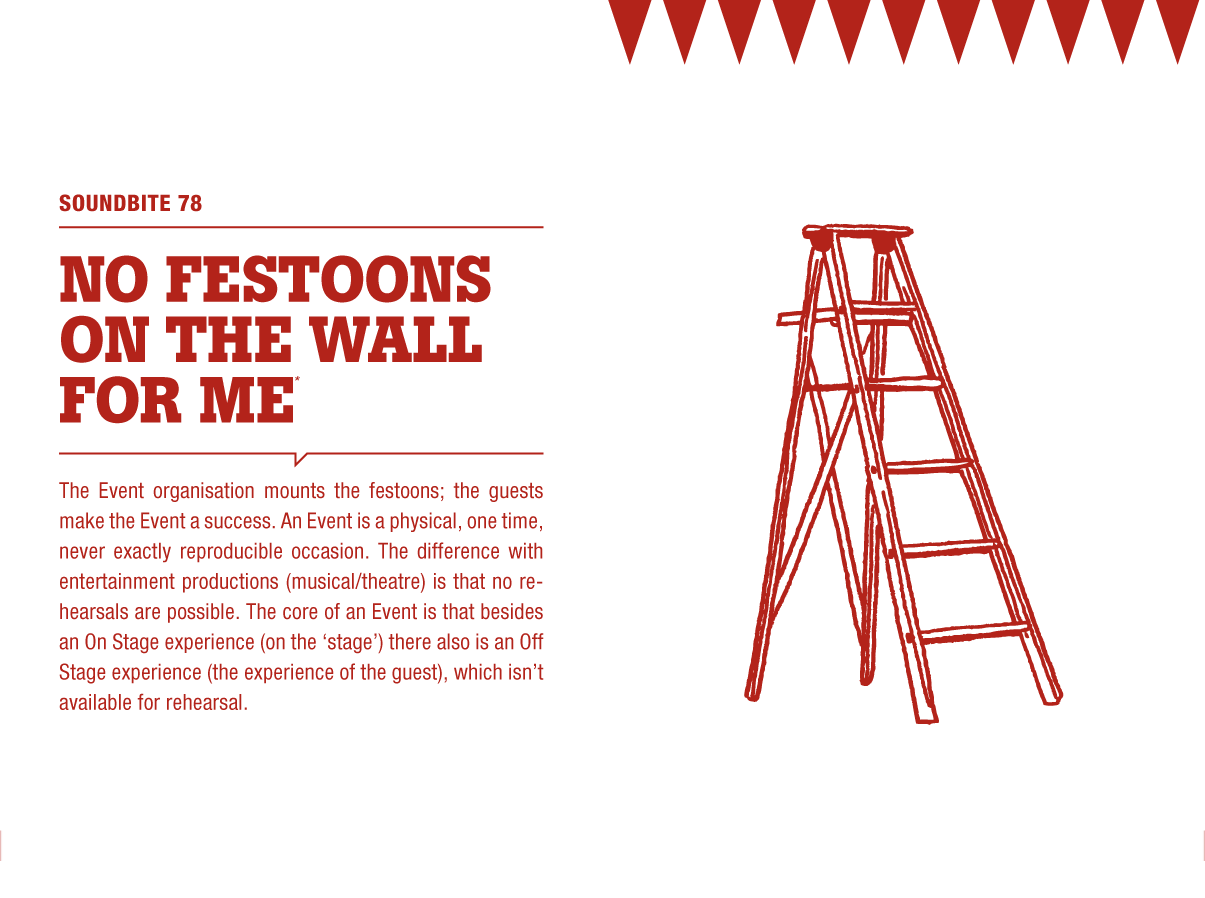 SOUNDBITE 78
NO FESTOONS
ON THE WALL
FOR ME*
The Event organisation mounts the festoons; the guests
make the Event a success. An Event is a physical, one time,
never exactly reproducible occasion. The difference with
entertainment productions (musical/theatre) is that no re-
hearsals are possible. The core of an Event is that besides
an On Stage experience (on the ‘stage’) there also is an Off
Stage experience (the experience of the guest), which isn’t
available for rehearsal.